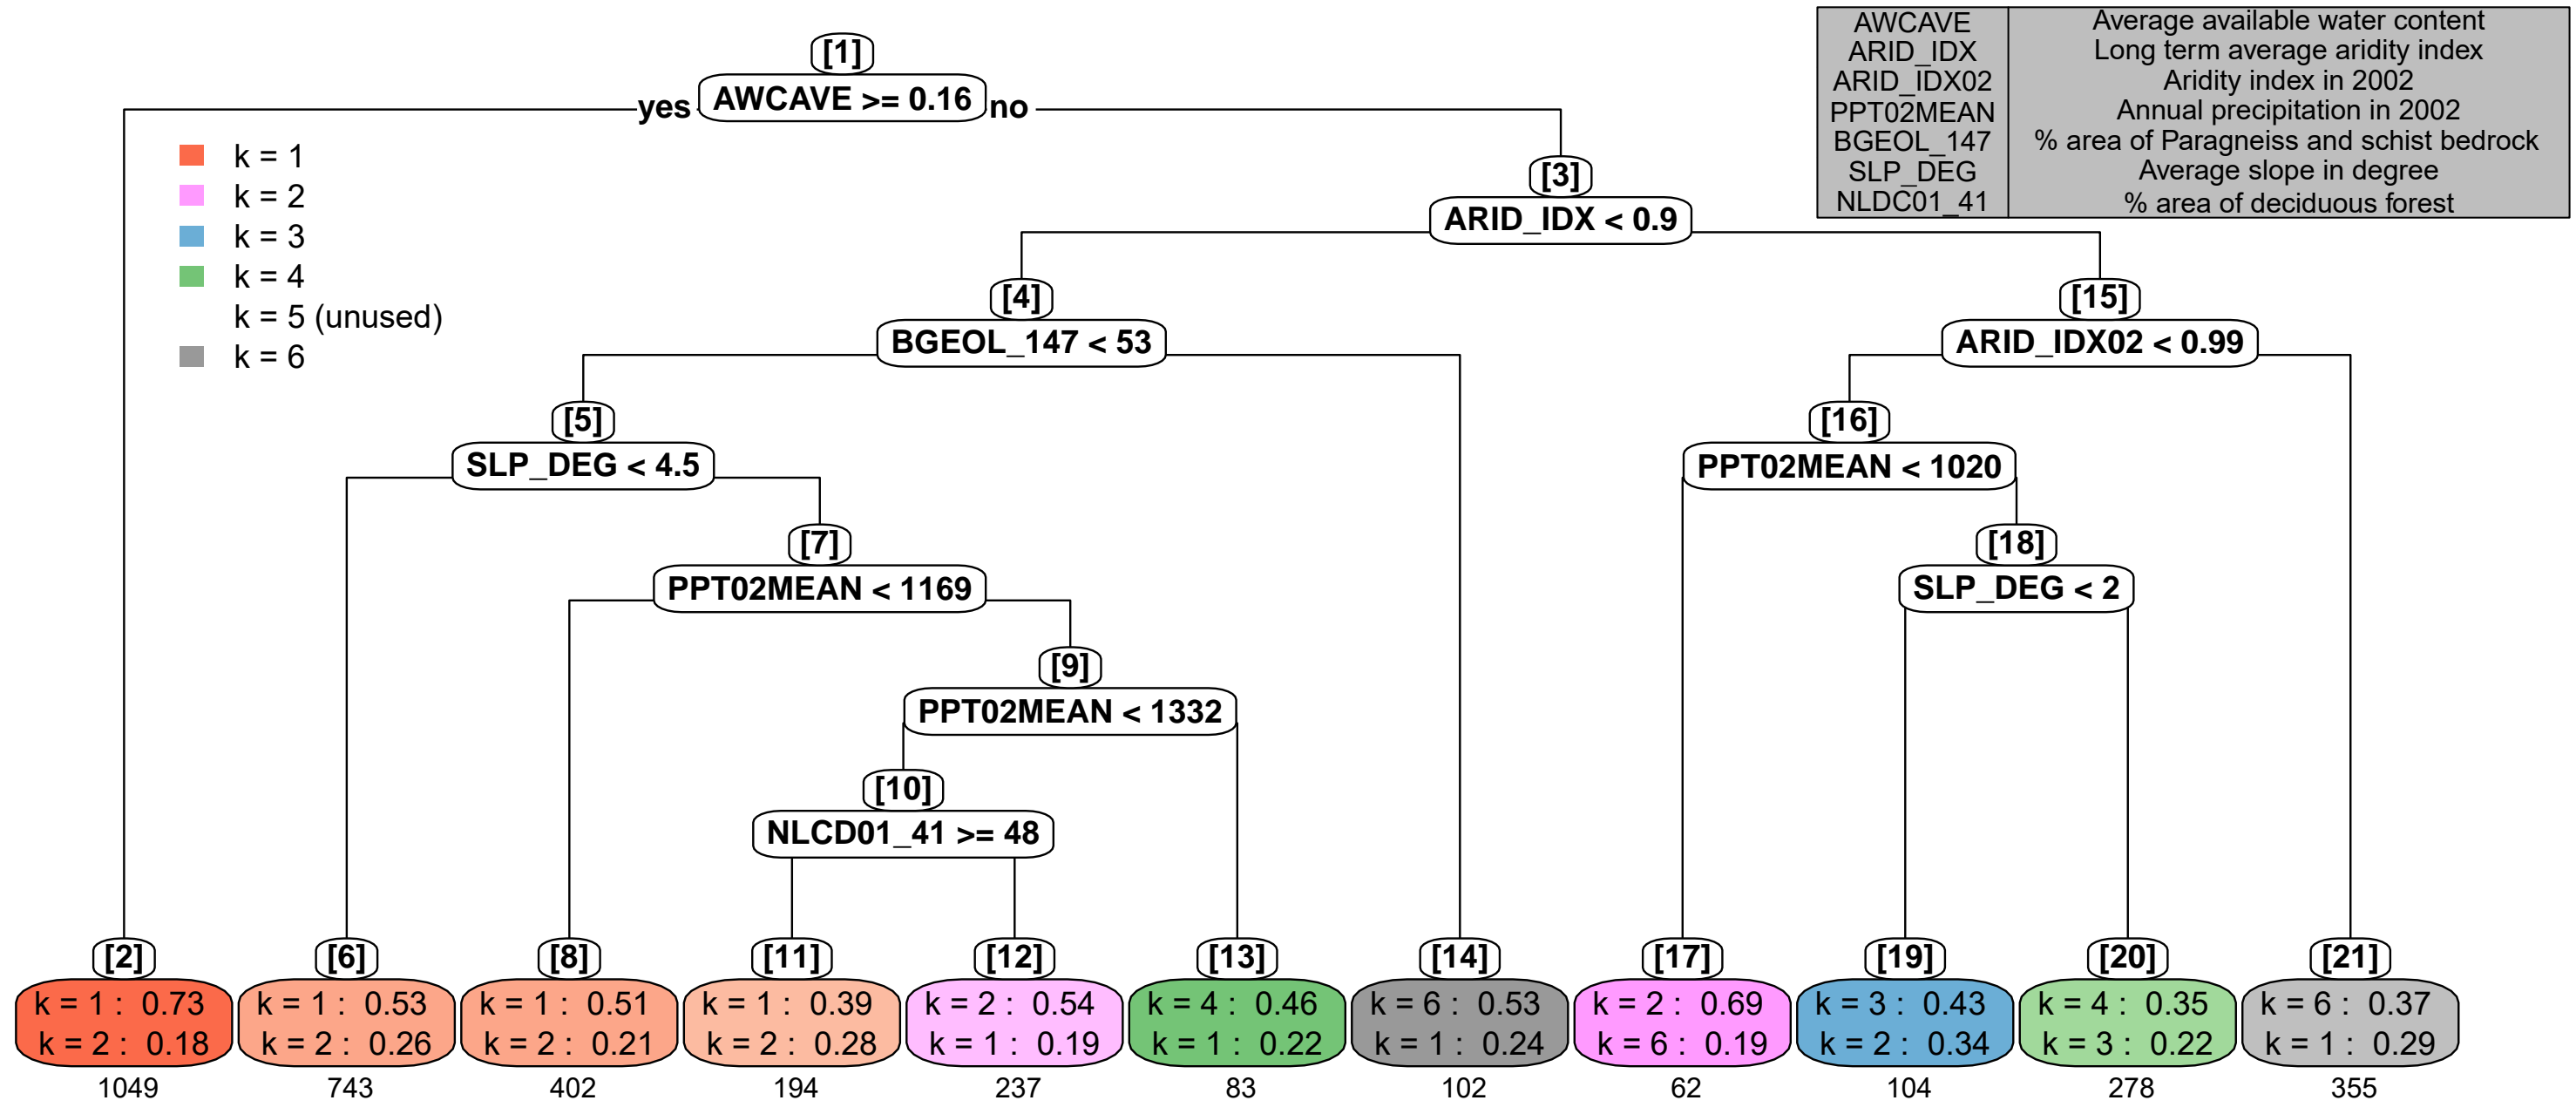 [1]
AWCAVE >= 0.16
yes
no
AWCAVE Average available water content
ARID_IDX Long term average aridity index
ARID_IDX02 Aridity index in 2002
PPT02MEAN Annual precipitation in 2002
BGEOL_147 % area of Paragneiss and schist bedrock
SLP_DEG Average slope in degree
NLDC01_41 % area of deciduous forest
k = 1
k = 2
k = 3
k = 4
k = 5 (unused)
k = 6
[3]
ARID_IDX < 0.9
[4]
BGEOL_147 < 53
[15]
ARID_IDX02 < 0.99
[5]
SLP_DEG < 4.5
[16]
PPT02MEAN < 1020
[7]
PPT02MEAN < 1169
[18]
SLP_DEG < 2
[9]
PPT02MEAN < 1332
[10]
NLCD01_41 >= 48
[2]
k = 1 : 0.73
k = 2 : 0.18
1049
[6]
k = 1 : 0.53
k = 2 : 0.26
743
[8]
k = 1 : 0.51
k = 2 : 0.21
402
[11]
k = 1 : 0.39
k = 2 : 0.28
194
[12]
k = 2 : 0.54
k = 1 : 0.19
237
[13]
k = 4 : 0.46
k = 1 : 0.22
83
[14]
k = 6 : 0.53
k = 1 : 0.24
102
[17]
k = 2 : 0.69
k = 6 : 0.19
62
[19]
k = 3 : 0.43
k = 2 : 0.34
104
[20]
k = 4 : 0.35
k = 3 : 0.22
278
[21]
k = 6 : 0.37
k = 1 : 0.29
355